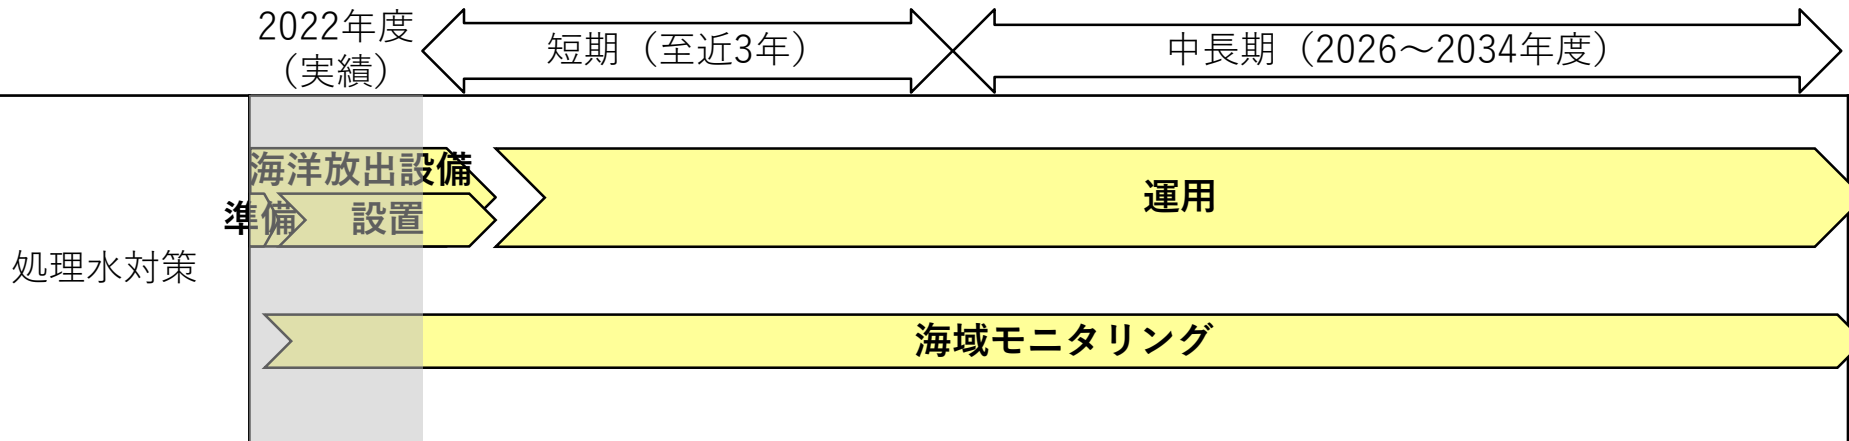 2022年度
（実績）
短期（至近3年）
中長期（2026～2034年度）
処理水対策
海洋放出設備
準備
設置
運用
海域モニタリング